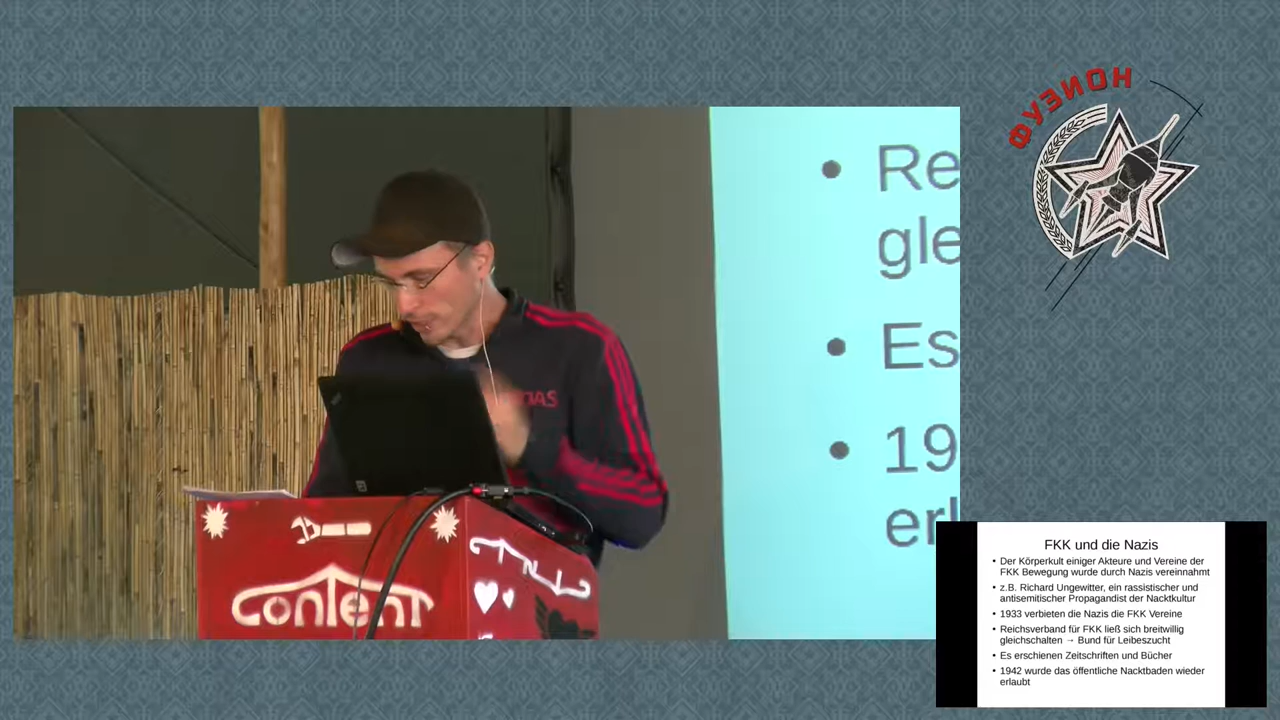 ФУЗИОН
Re
gle
Es
19
erl
DAS
content
FKK und die Nazis
• Der Körperkult einiger Akteure und Vereine der
FKK Bewegung wurde durch Nazis vereinnahmt
• z.B. Richard Ungewitter, ein rassistischer und
antisemitischer Propagandist der Nacktkultur
• 1933 verbieten die Nazis die FKK Vereine
• Reichsverband für FKK ließ sich breitwillig
gleichschalten → Bund für Leibeszucht
• Es erschienen Zeitschriften und Bücher
• 1942 wurde das öffentliche Nacktbaden wieder
erlaubt